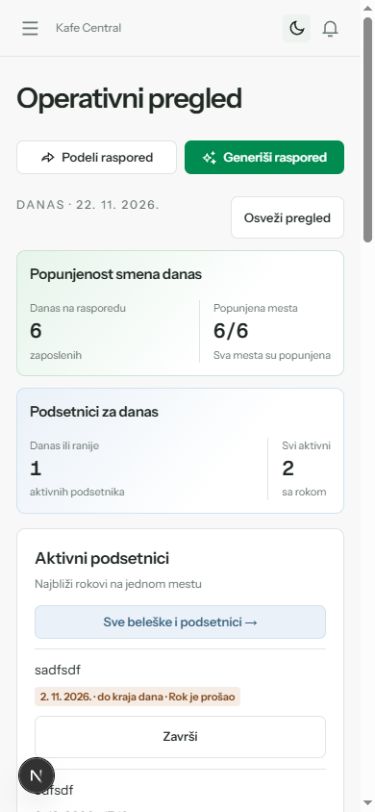 Kafe Central
Operativni pregled
Podeli raspored
Generiši raspored
DANAS · 22. 11. 2026.
Osveži pregled
Popunjenost smena danas
Danas na rasporedu
Popunjena mesta
6
6/6
zaposlenih
Sva mesta su popunjena
Podsetnici za danas
Danas ili ranije
Svi aktivni
1
2
aktivnih podsetnika
sa rokom
Aktivni podsetnici
Najbliži rokovi na jednom mestu
Sve beleške i podsetnici →
sadfsdf
2. 11. 2026. · do kraja dana · Rok je prošao
Završi
N